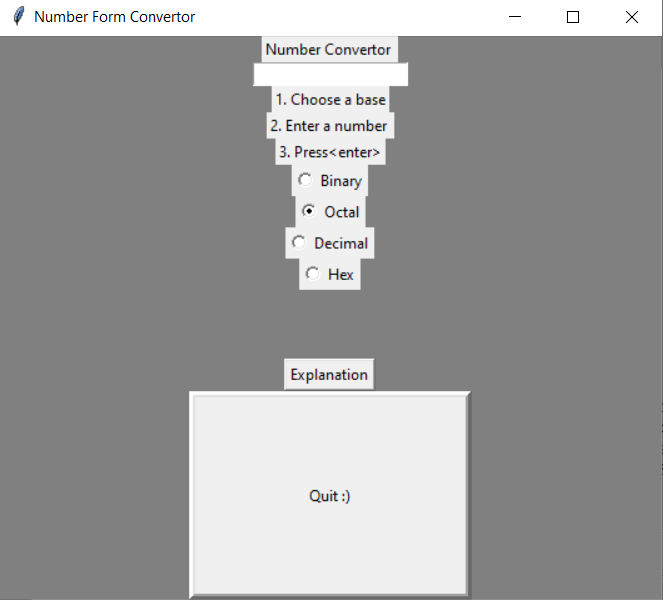 Number Form Convertor
Number Convertor
1. Choose a base
2. Enter a number
3. Press<enter>
Binary
Octal
Decimal
Hex
Explanation
Quit :)